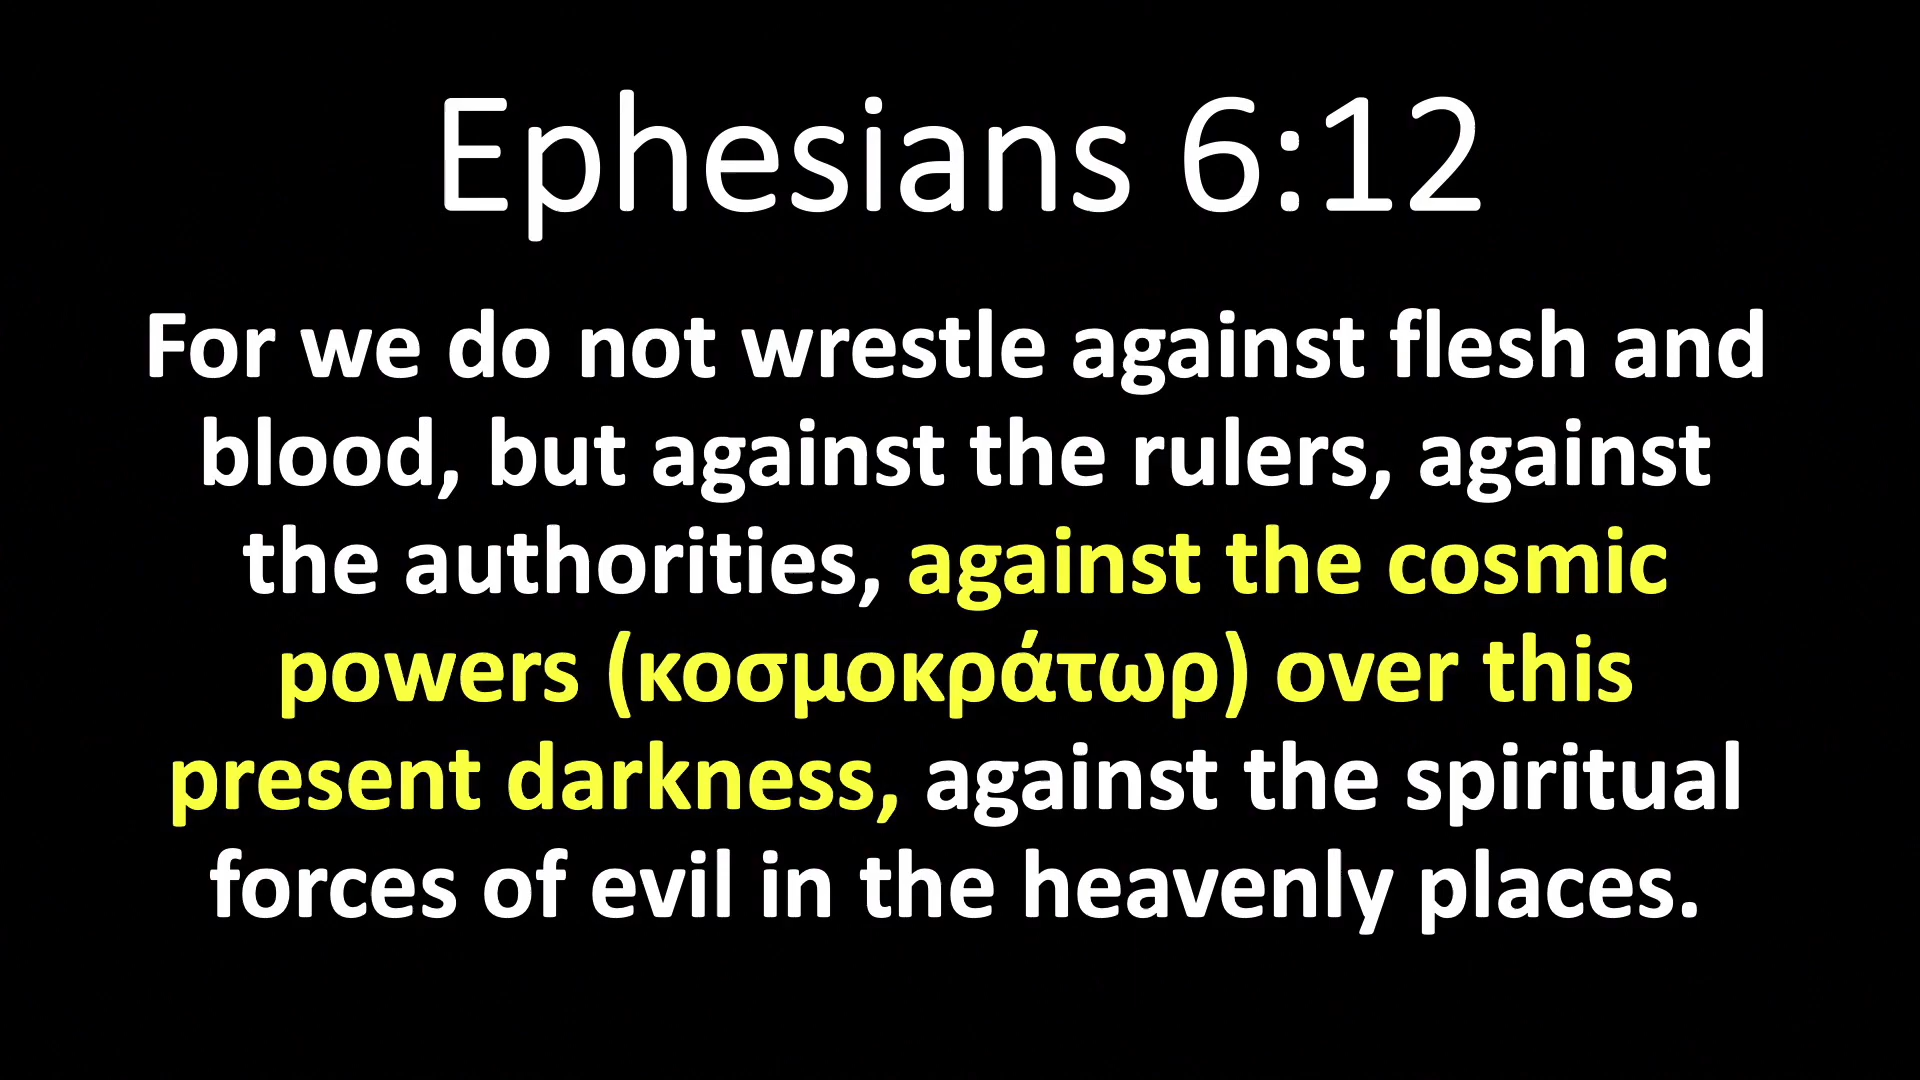 Ephesians 6:12
For we do not wrestle against flesh and
blood, but against the rulers, against
the authorities, against the cosmic
powers (κοσμοκράτωρ) over this
present darkness, against the spiritual
forces of evil in the heavenly places.